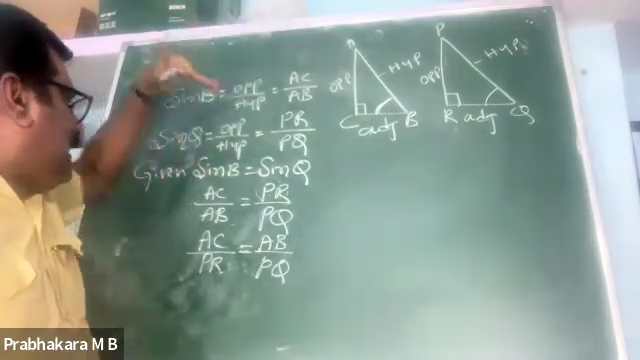 BOSCH
SinB = opp/Hyp = AC/AB
SinQ = opp/Hyp = PR/PQ
Given SinB = SinQ
AC/AB = PR/PQ
AC/PR = AB/PQ
A
opp
Hyp
C adj B
P
opp
Hyp
R adj Q
Prabhakara M B